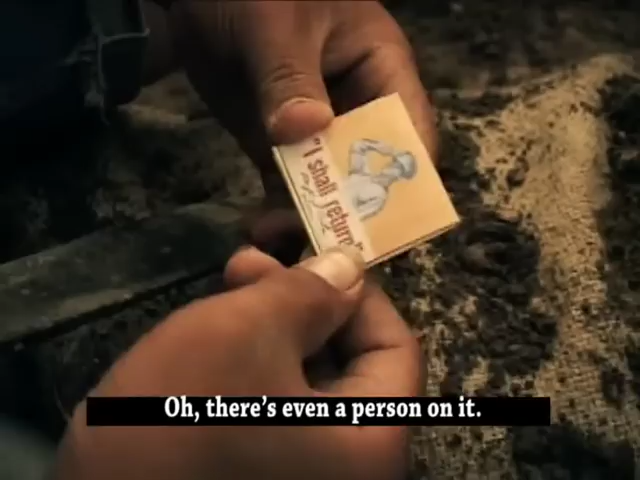 "I shall return"
Oh, there's even a person on it.